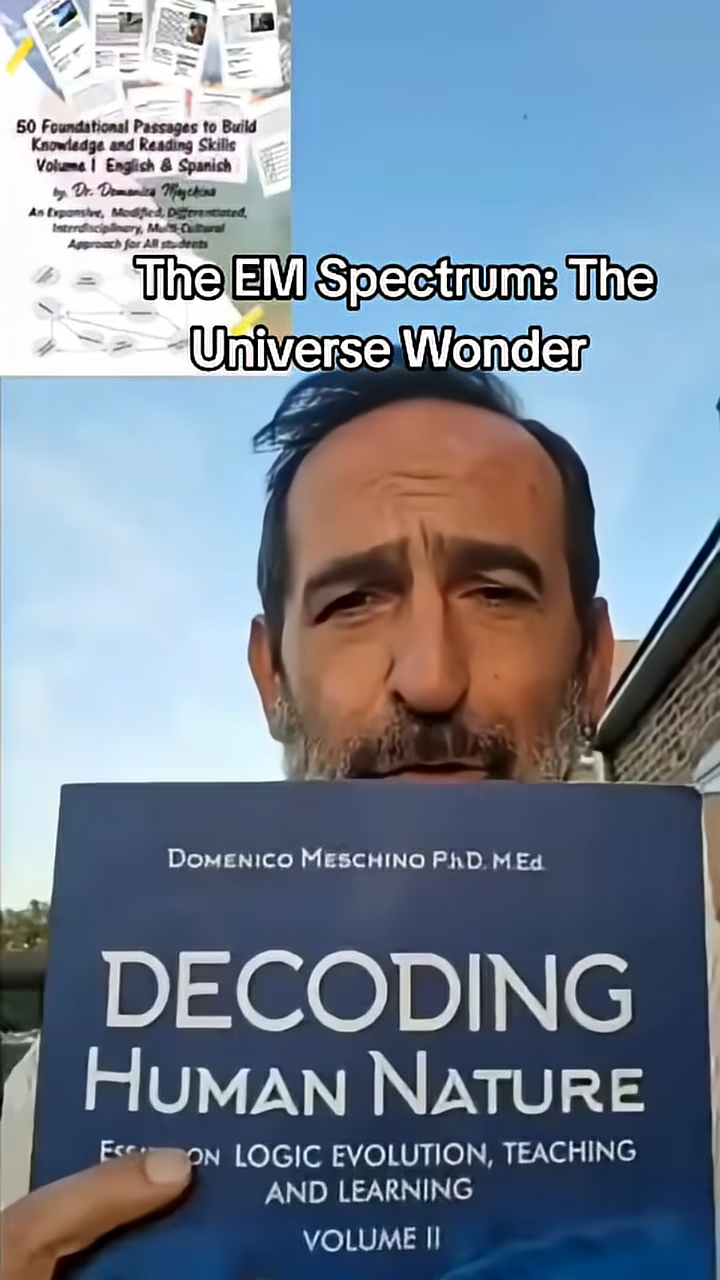 50 Foundational Passages to Build
Knowledge and Reading Skills
Volume I English & Spanish
by Dr. Domenico Meschino
An Expansive, Modified, Differentiated,
Interdisciplinary, Multi-Cultural
Approach for All students
The EM Spectrum: The
Universe Wonder
DOMENICO MESCHINO PhD. M.Ed.
DECODING
HUMAN NATURE
ON LOGIC EVOLUTION, TEACHING
AND LEARNING
VOLUME II